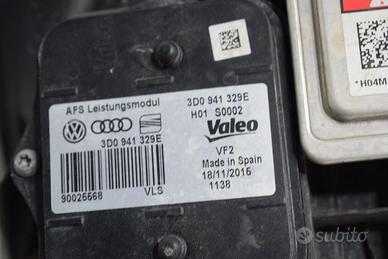 AFS Leistungsmodul
3D0 941 329E
H01 S0002
Valeo
3D0 941 329E
VF2
Made in Spain
18/11/2015
1138
90025568
VLS
*H04M
subito